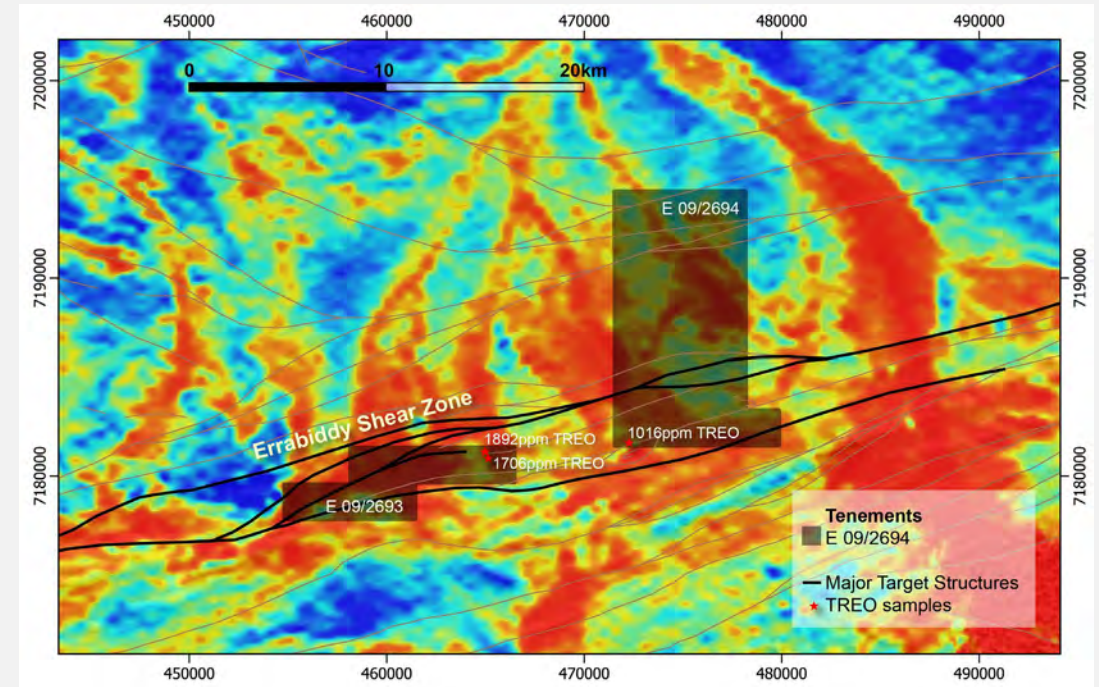 450000
460000
470000
480000
490000
7200000
7200000
0
10
20km
E 09/2694
7190000
7190000
Errabiddy Shear Zone
1892ppm TREO
1016ppm TREO
1706ppm TREO
7180000
7180000
E 09/2693
Tenements
E 09/2694
Major Target Structures
TREO samples
450000
460000
470000
480000
490000